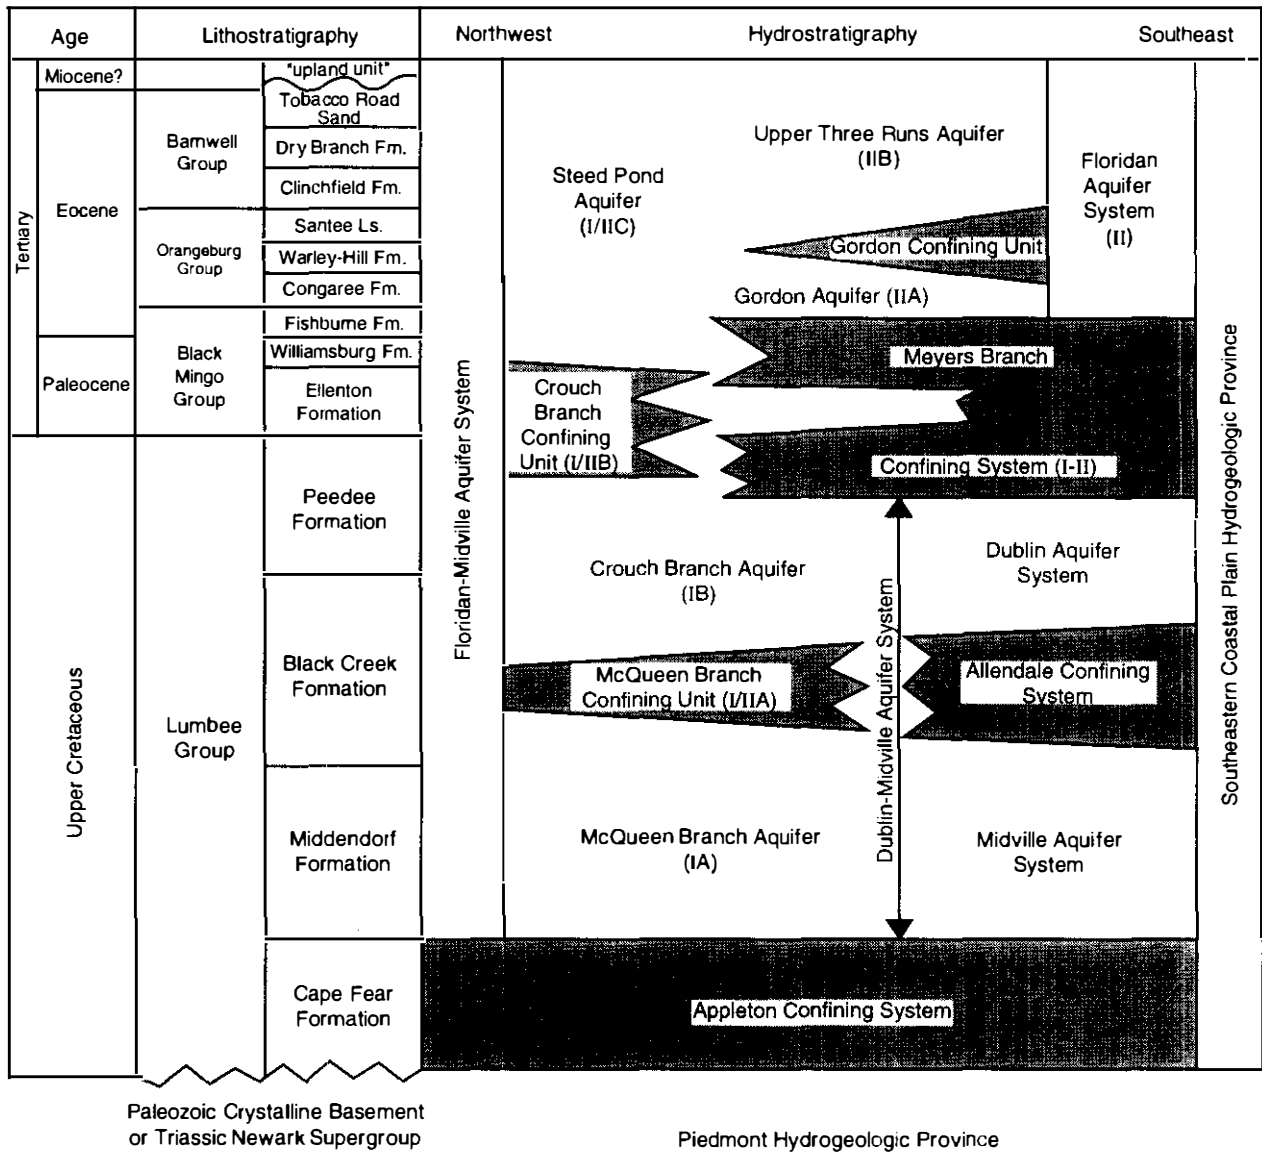 Age
Lithostratigraphy
Northwest
Hydrostratigraphy
Southeast
Tertiary
Miocene?
Eocene
Paleocene
Upper Cretaceous
Barnwell
Group
Orangeburg
Group
Black
Mingo
Group
Lumbee
Group
"upland unit"
Tobacco Road
Sand
Dry Branch Fm.
Clinchfield Fm.
Santee Ls.
Warley-Hill Fm.
Congaree Fm.
Fishburne Fm.
Williamsburg Fm.
Ellenton
Formation
Peedee
Formation
Black Creek
Formation
Middendorf
Formation
Cape Fear
Formation
Floridan-Midville Aquifer System
Steed Pond
Aquifer
(I/IIC)
Upper Three Runs Aquifer
(IIB)
Floridan
Aquifer
System
(II)
Gordon Confining Unit
Gordon Aquifer (IIA)
Meyers Branch
Confining System (I-II)
Crouch
Branch
Confining
Unit (I/IIB)
Crouch Branch Aquifer
(IB)
Dublin Aquifer
System
McQueen Branch
Confining Unit (I/IIA)
Dublin-Midville Aquifer System
Allendale Confining
System
McQueen Branch Aquifer
(IA)
Midville Aquifer
System
Appleton Confining System
Southeastern Coastal Plain Hydrogeologic Province
Paleozoic Crystalline Basement
or Triassic Newark Supergroup
Piedmont Hydrogeologic Province